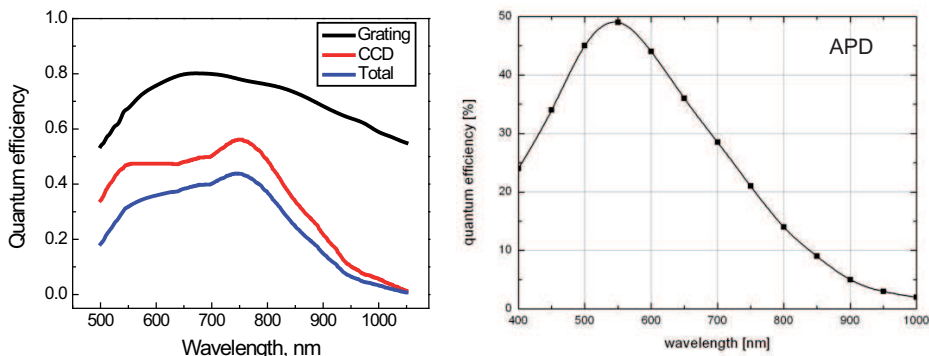 Quantum efficiency
1.0
0.8
0.6
0.4
0.2
0.0
Grating
CCD
Total
500 600 700 800 900 1000
Wavelength, nm
quantum efficiency [%]
50
40
30
20
10
0
APD
400 500 600 700 800 900 1000
wavelength [nm]